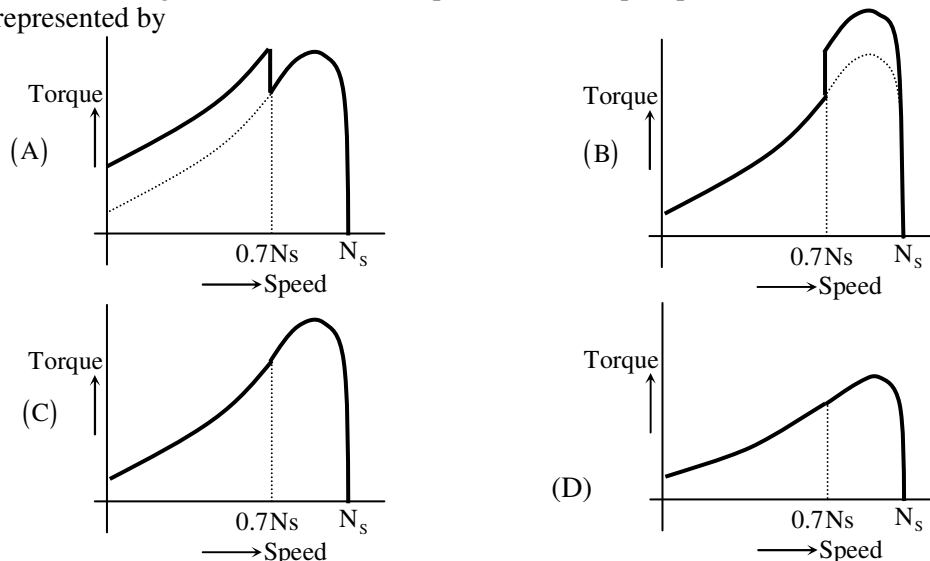 represented by
Torque
(A)
0.7Ns
N_S
Speed
Torque
(B)
0.7Ns
N_S
Speed
Torque
(C)
0.7Ns
N_S
Speed
Torque
(D)
0.7Ns
N_S
Speed